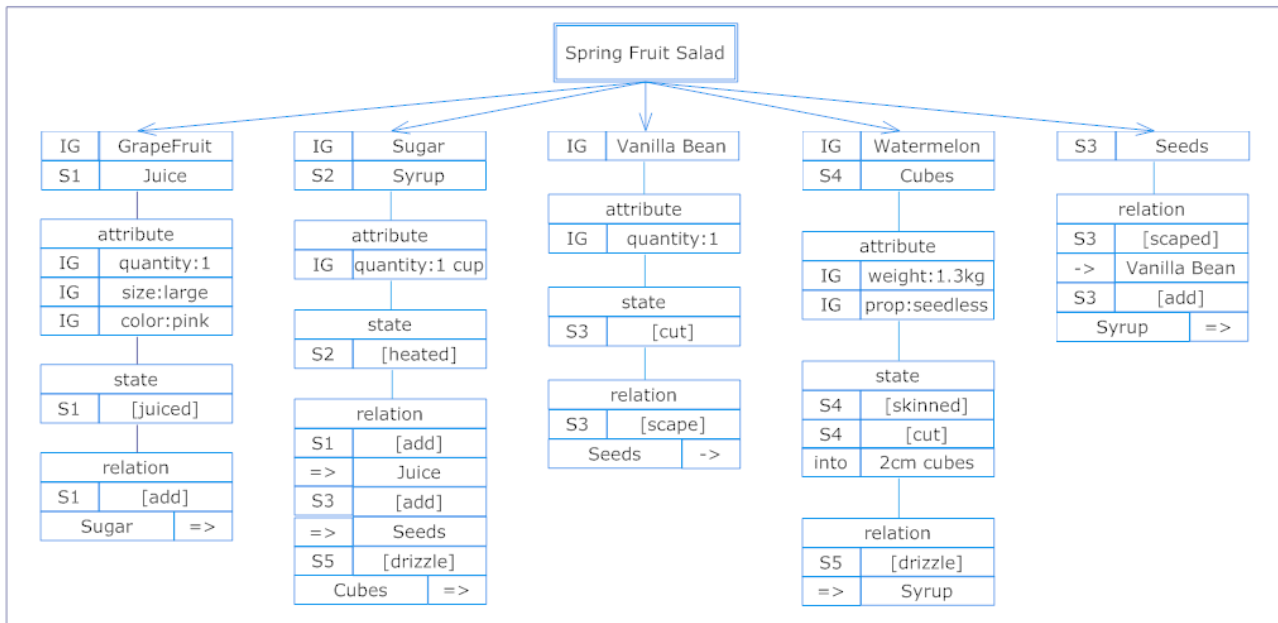 Spring Fruit Salad
IG GrapeFruit
S1 Juice
attribute
IG quantity:1
IG size:large
IG color:pink
state
S1 [juiced]
relation
S1 [add]
Sugar =>
IG Sugar
S2 Syrup
attribute
IG quantity:1 cup
state
S2 [heated]
relation
S1 [add]
=> Juice
S3 [add]
=> Seeds
S5 [drizzle]
Cubes =>
IG Vanilla Bean
attribute
IG quantity:1
state
S3 [cut]
relation
S3 [scape]
Seeds ->
IG Watermelon
S4 Cubes
attribute
IG weight:1.3kg
IG prop:seedless
state
S4 [skinned]
S4 [cut]
into 2cm cubes
relation
S5 [drizzle]
=> Syrup
S3 Seeds
relation
S3 [scaped]
-> Vanilla Bean
S3 [add]
Syrup =>